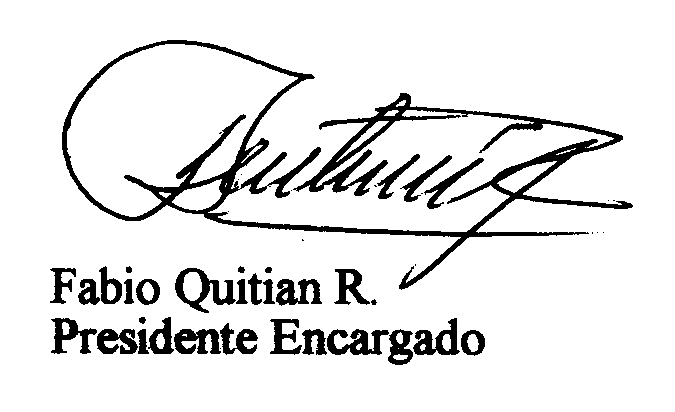 Fabio Quitian R.
Presidente Encargado